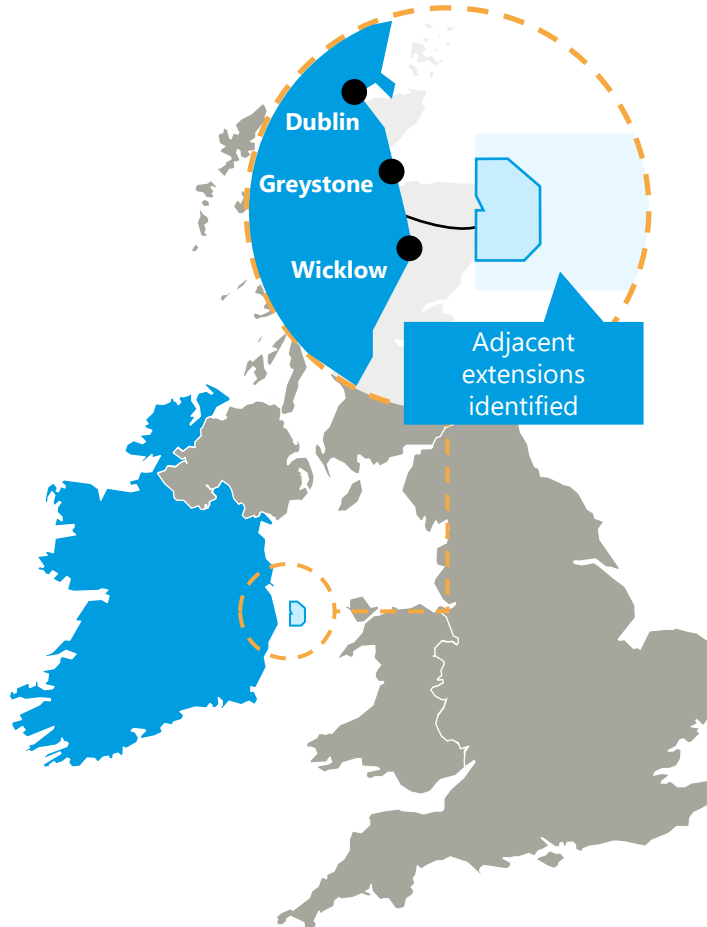 Dublin
Greystone
Wicklow
Adjacent
extensions
identified